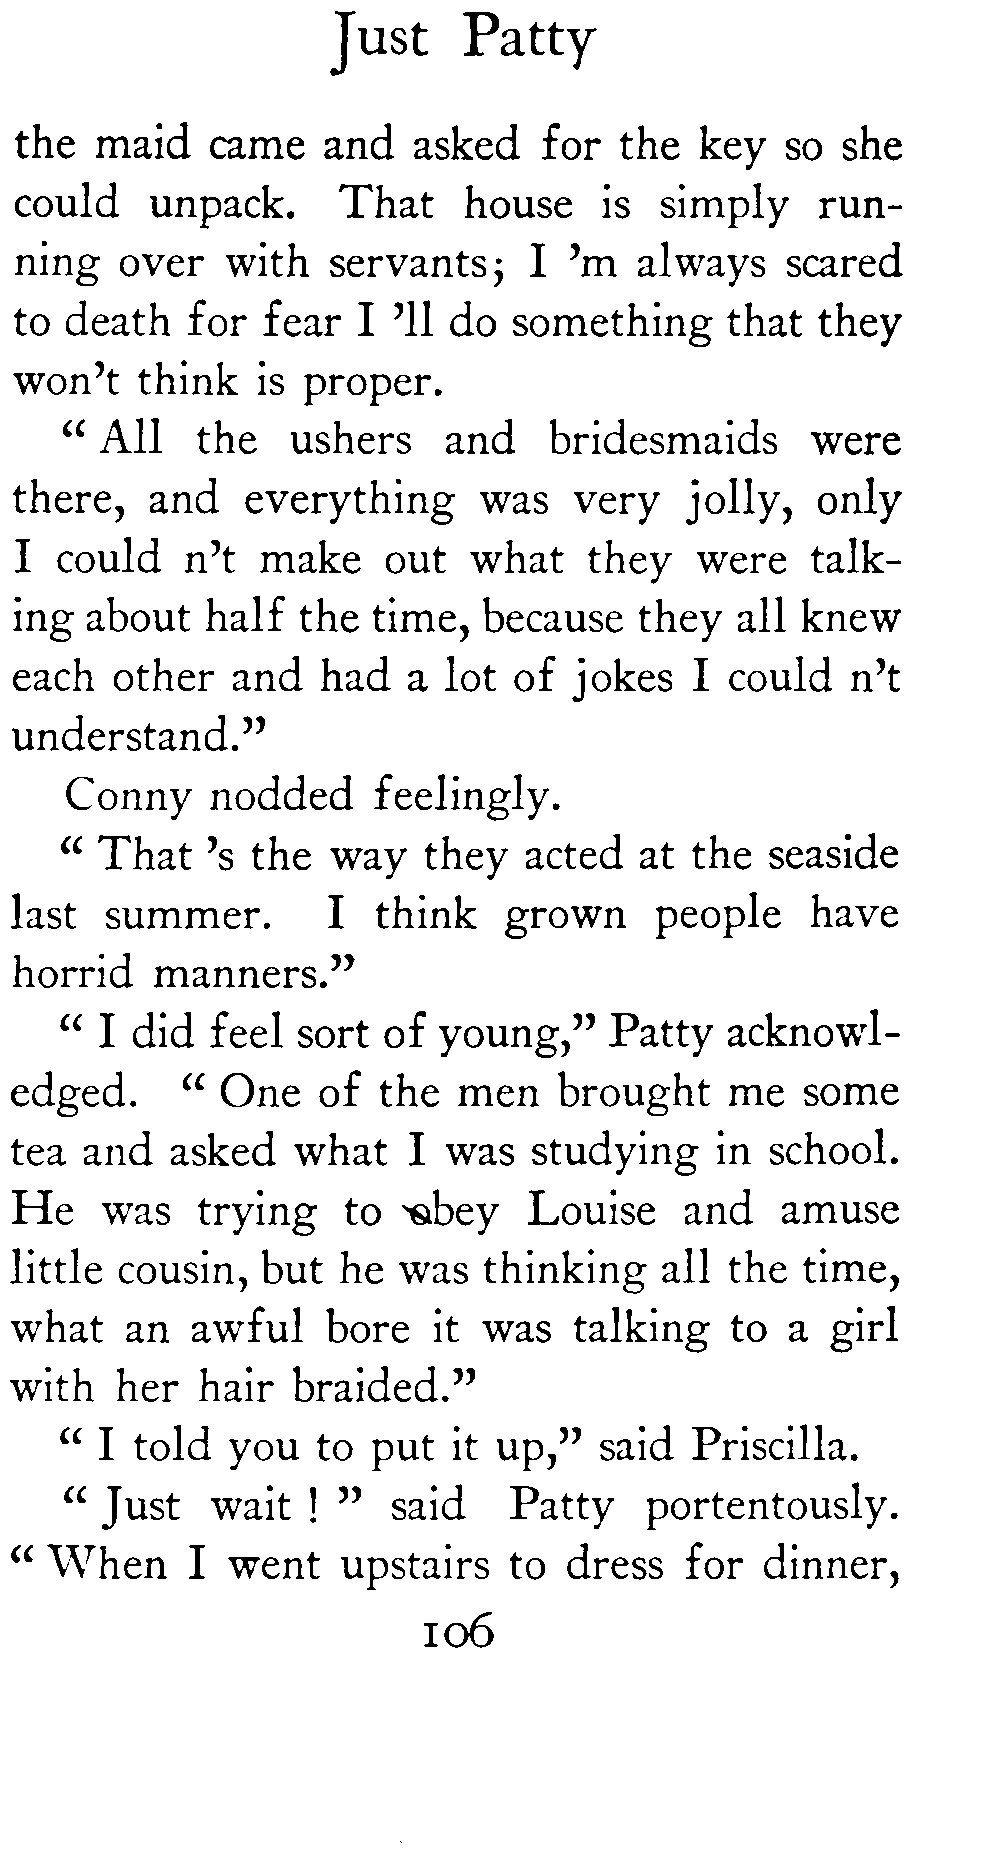 Just Patty
the maid came and asked for the key so she
could unpack. That house is simply run-
ning over with servants; I 'm always scared
to death for fear I 'll do something that they
won't think is proper.
" All the ushers and bridesmaids were
there, and everything was very jolly, only
I could n't make out what they were talk-
ing about half the time, because they all knew
each other and had a lot of jokes I could n't
understand."
Conny nodded feelingly.
" That 's the way they acted at the seaside
last summer. I think grown people have
horrid manners."
" I did feel sort of young," Patty acknowl-
edged. " One of the men brought me some
tea and asked what I was studying in school.
He was trying to obey Louise and amuse
little cousin, but he was thinking all the time,
what an awful bore it was talking to a girl
with her hair braided."
" I told you to put it up," said Priscilla.
" Just wait ! " said Patty portentously.
" When I went upstairs to dress for dinner,
106